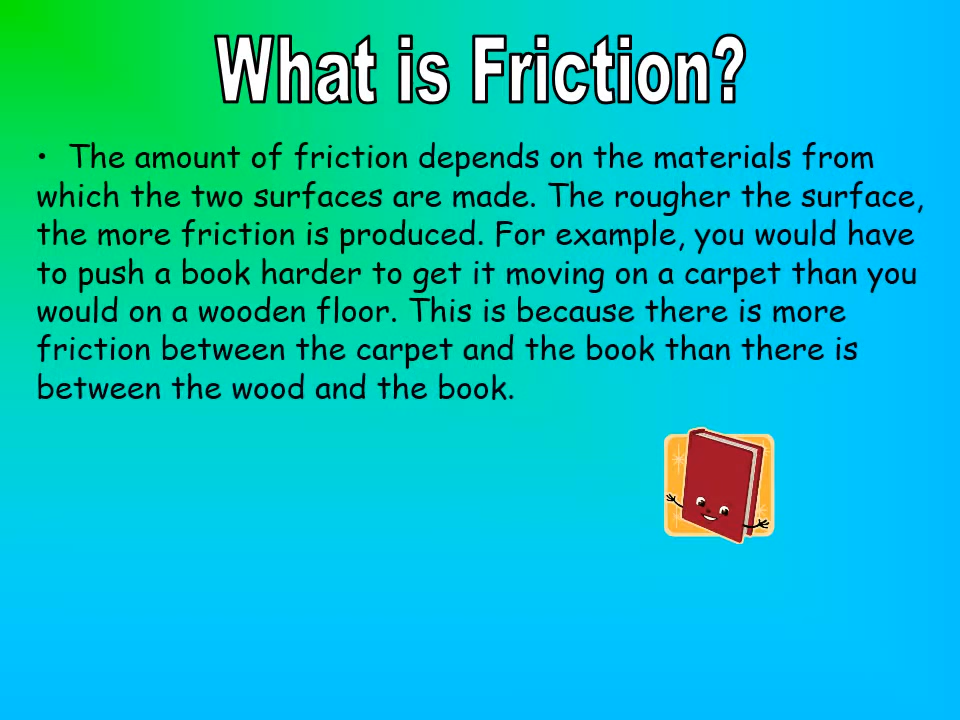 What is Friction?
• The amount of friction depends on the materials from
which the two surfaces are made. The rougher the surface,
the more friction is produced. For example, you would have
to push a book harder to get it moving on a carpet than you
would on a wooden floor. This is because there is more
friction between the carpet and the book than there is
between the wood and the book.